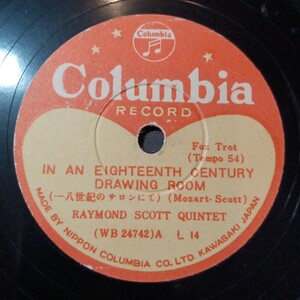 Columbia
Columbia
RECORD
Fox Trot
(Tempo 54)
IN AN EIGHTEENTH CENTURY
DRAWING ROOM
(一八世紀のサロンにて) (Mozart-Scott)
RAYMOND SCOTT QUINTET
(WB 24742)A L 14
MADE BY NIPPON COLUMBIA CO., LTD. KAWASAKI JAPAN